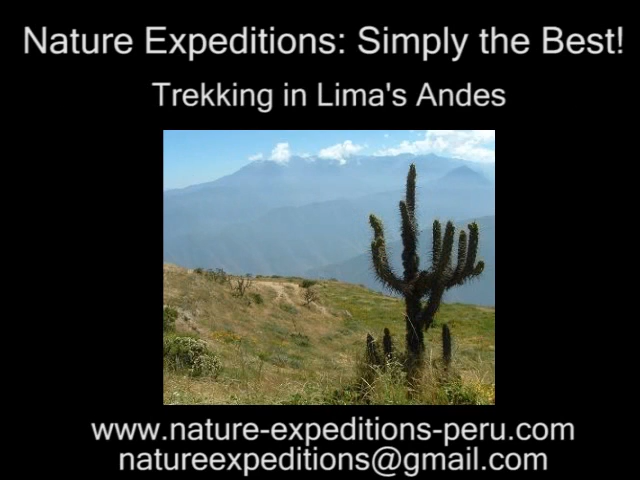 Nature Expeditions: Simply the Best!
Trekking in Lima's Andes
www.nature-expeditions-peru.com
natureexpeditions@gmail.com